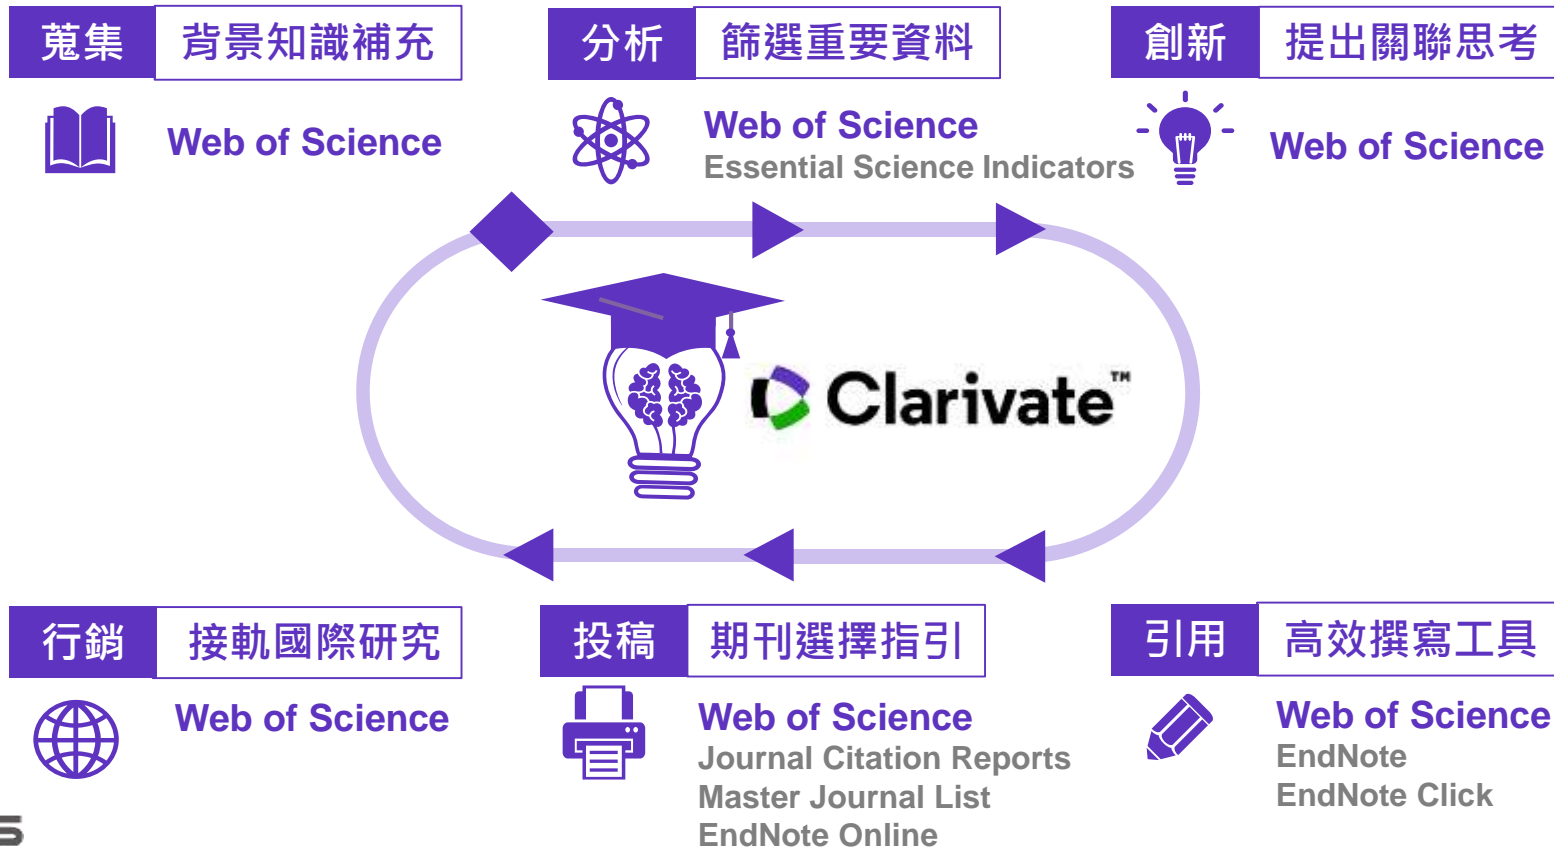 蒐集 背景知識補充
Web of Science
分析 篩選重要資料
Web of Science
Essential Science Indicators
創新 提出關聯思考
Web of Science
Clarivate™
行銷 接軌國際研究
Web of Science
投稿 期刊選擇指引
Web of Science
Journal Citation Reports
Master Journal List
EndNote Online
引用 高效撰寫工具
Web of Science
EndNote
EndNote Click